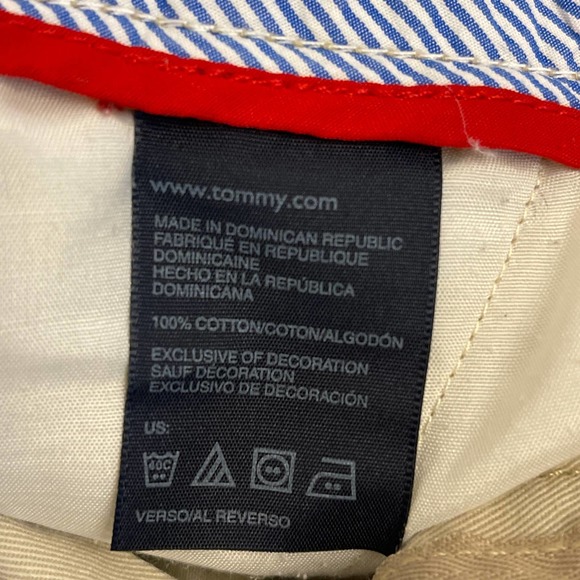 www.tommy.com
MADE IN DOMINICAN REPUBLIC
FABRIQUÉ EN RÉPUBLIQUE
DOMINICAINE
HECHO EN LA REPÚBLICA
DOMINICANA
100% COTTON/COTON/ALGODÓN
EXCLUSIVE OF DECORATION
SAUF DÉCORATION
EXCLUSIVO DE DECORACIÓN
US:
40C
VERSO/AL REVERSO